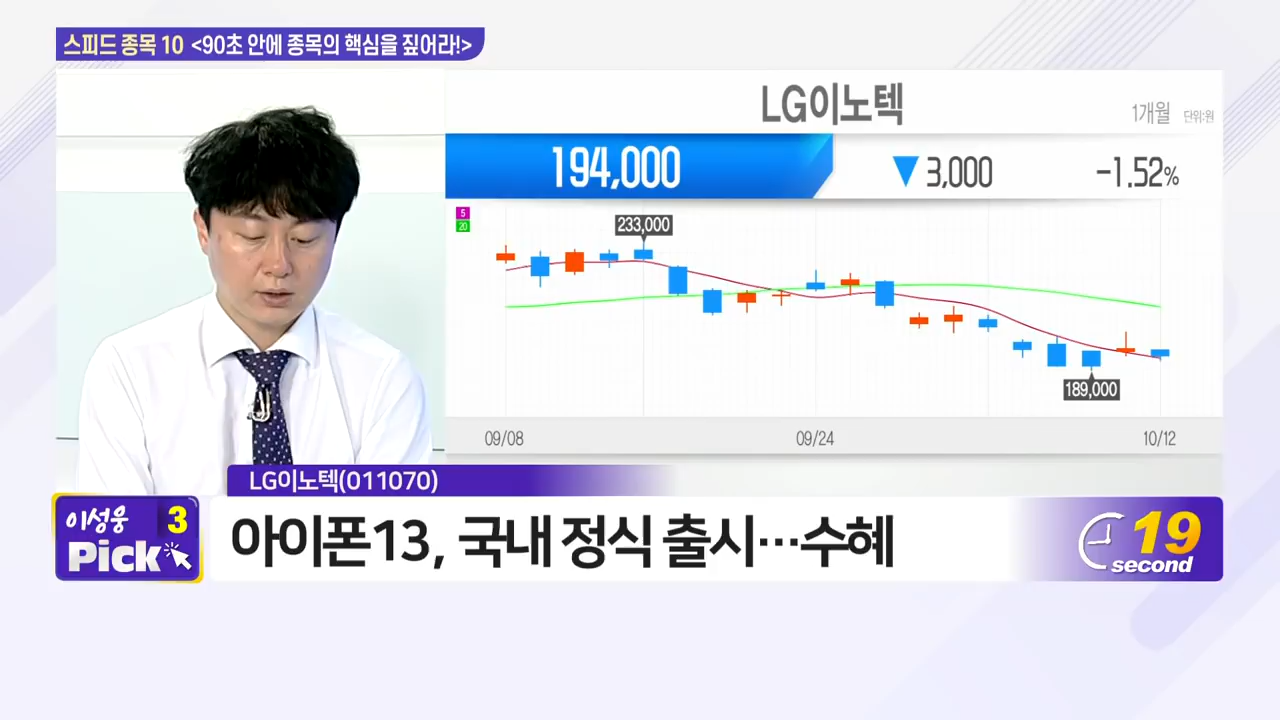 스피드 종목 10 <90초 안에 종목의 핵심을 짚어라!>
LG이노텍
1개월 단위:원
194,000 ▼3,000 -1.52%
5
20
233,000
189,000
09/08 09/24 10/12
LG이노텍(011070)
이성웅 3
Pick
아이폰13, 국내 정식 출시…수혜
19
second